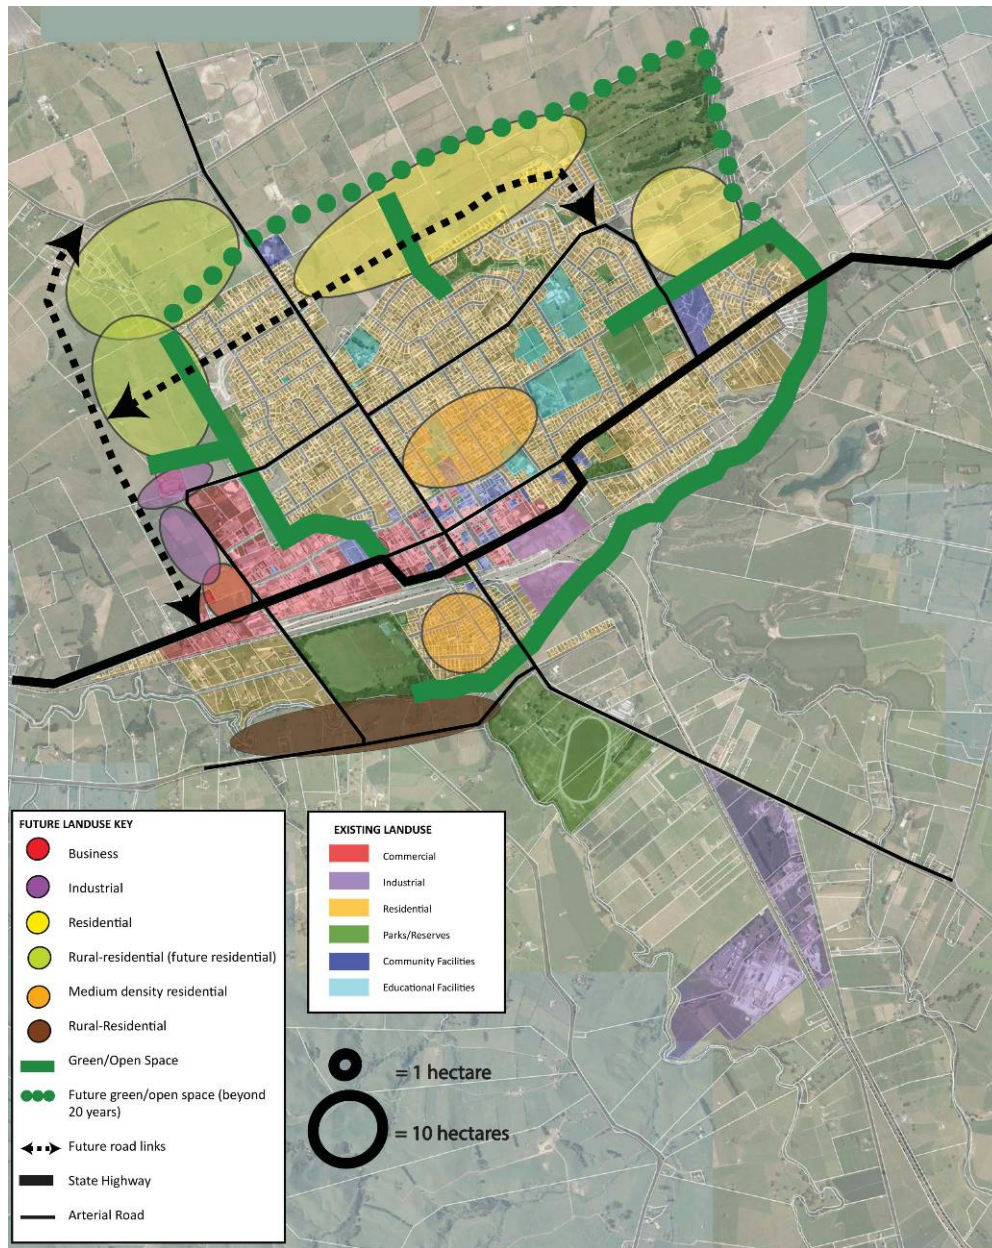 FUTURE LANDUSE KEY
Business
Industrial
Residential
Rural-residential (future residential)
Medium density residential
Rural-Residential
Green/Open Space
Future green/open space (beyond
20 years)
Future road links
State Highway
Arterial Road
EXISTING LANDUSE
Commercial
Industrial
Residential
Parks/Reserves
Community Facilities
Educational Facilities
= 1 hectare
= 10 hectares